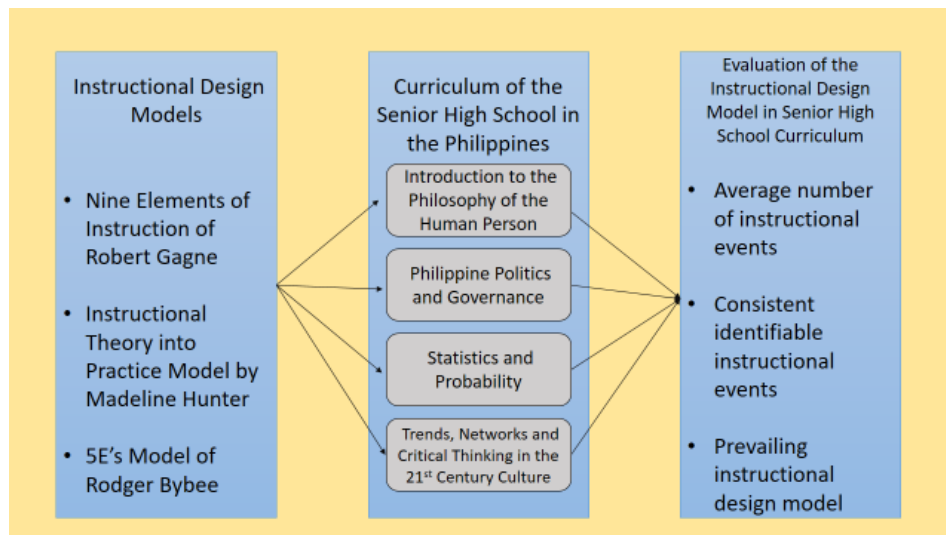 Instructional Design
Models
• Nine Elements of
Instruction of
Robert Gagne
• Instructional
Theory into
Practice Model by
Madeline Hunter
• 5E’s Model of
Rodger Bybee
Curriculum of the
Senior High School in
the Philippines
Introduction to the
Philosophy of the
Human Person
Philippine Politics
and Governance
Statistics and
Probability
Trends, Networks and
Critical Thinking in the
21st Century Culture
Evaluation of the
Instructional Design
Model in Senior High
School Curriculum
• Average number
of instructional
events
• Consistent
identifiable
instructional
events
• Prevailing
instructional
design model